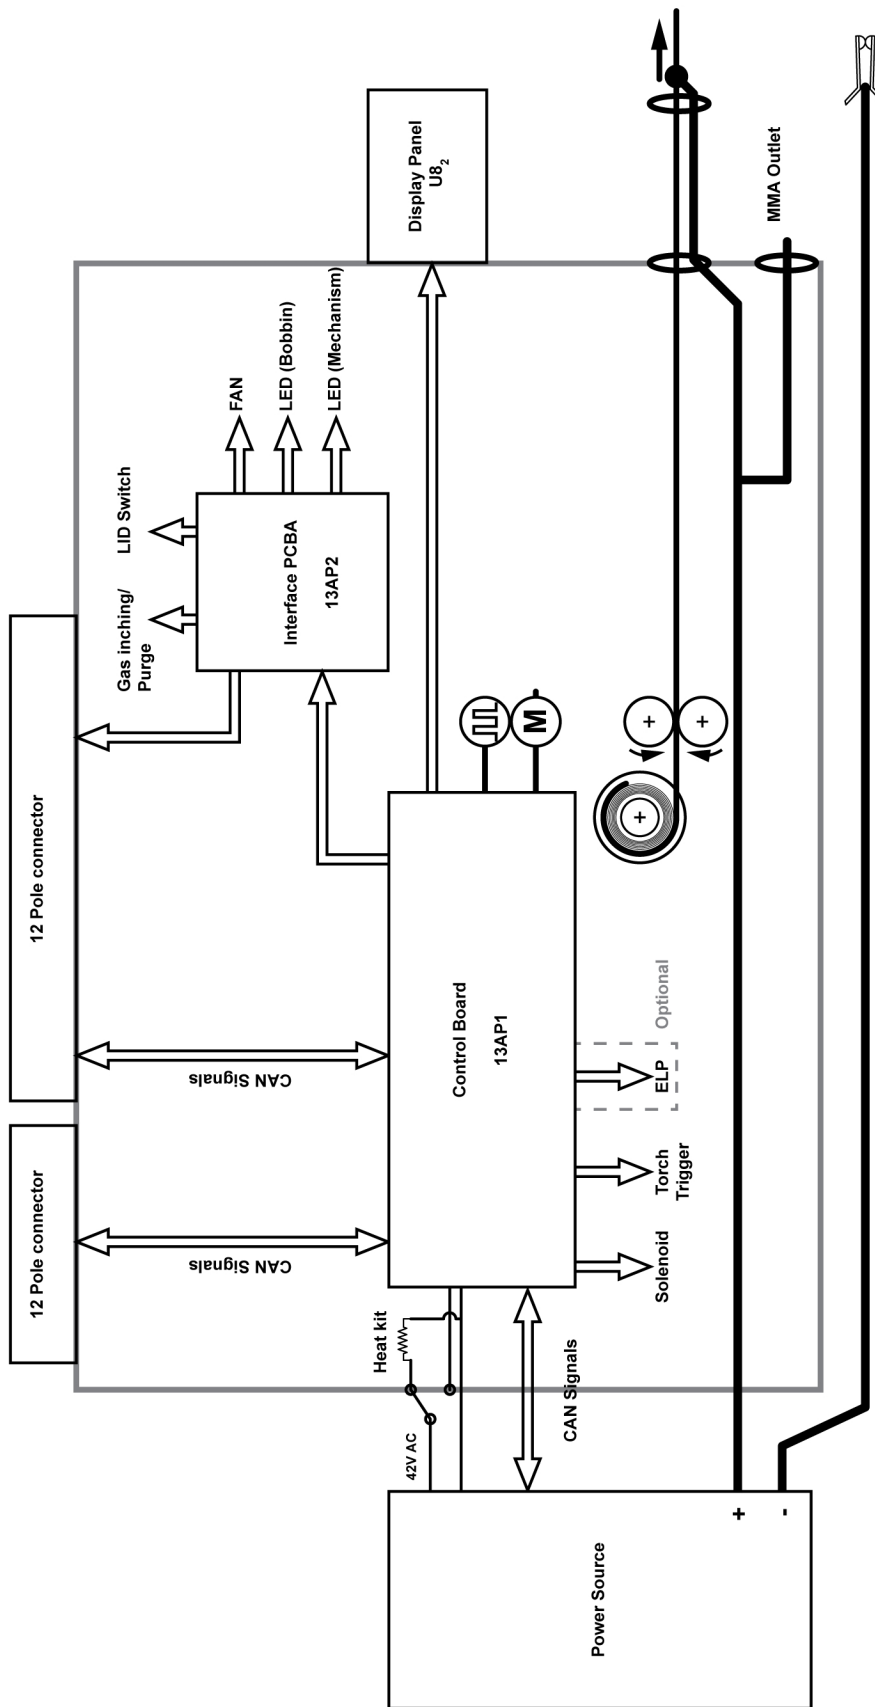 12 Pole connector
12 Pole connector
CAN Signals
CAN Signals
Gas inching/
Purge
LID Switch
FAN
LED (Bobbin)
LED (Mechanism)
Interface PCBA
13AP2
Display Panel
U8₂
Heat kit
42V AC
Control Board
13AP1
M
CAN Signals
Solenoid
Torch
Trigger
ELP
Optional
+
+
+
MMA Outlet
Power Source
+
-